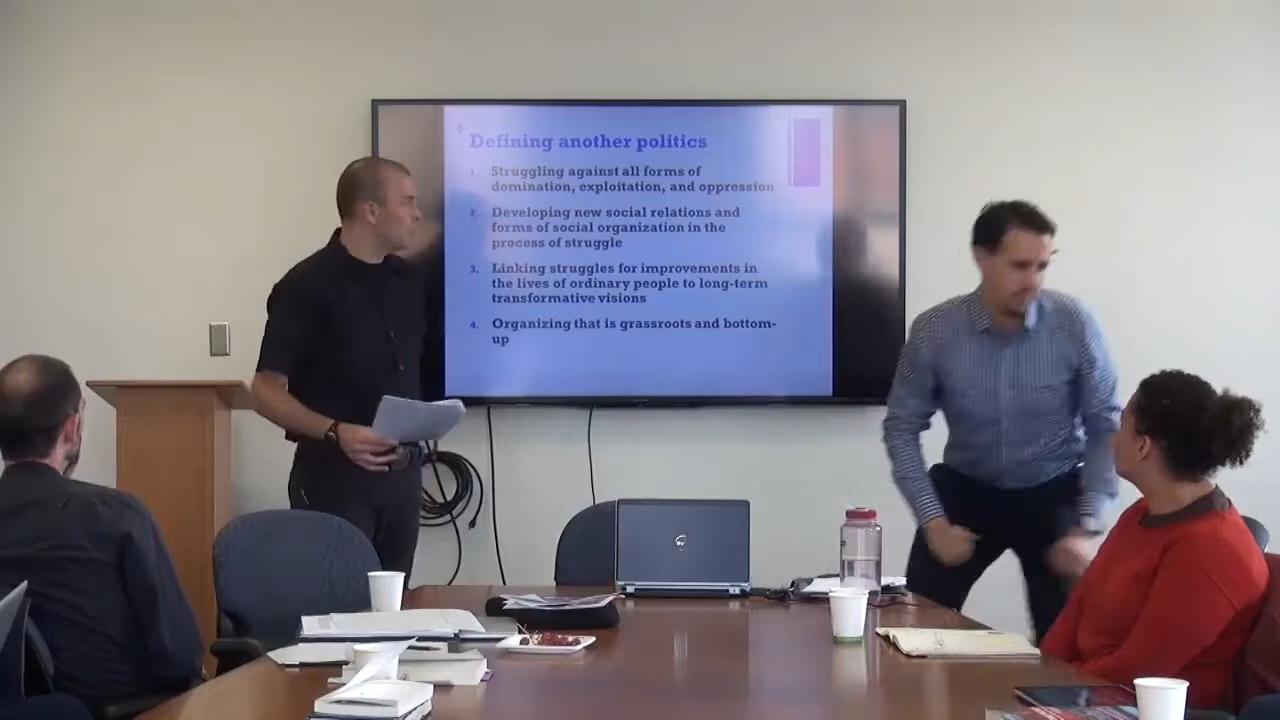 Defining another politics
1. Struggling against all forms of
domination, exploitation, and oppression
2. Developing new social relations and
forms of social organization in the
process of struggle
3. Linking struggles for improvements in
the lives of ordinary people to long-term
transformative visions
4. Organizing that is grassroots and bottom-
up